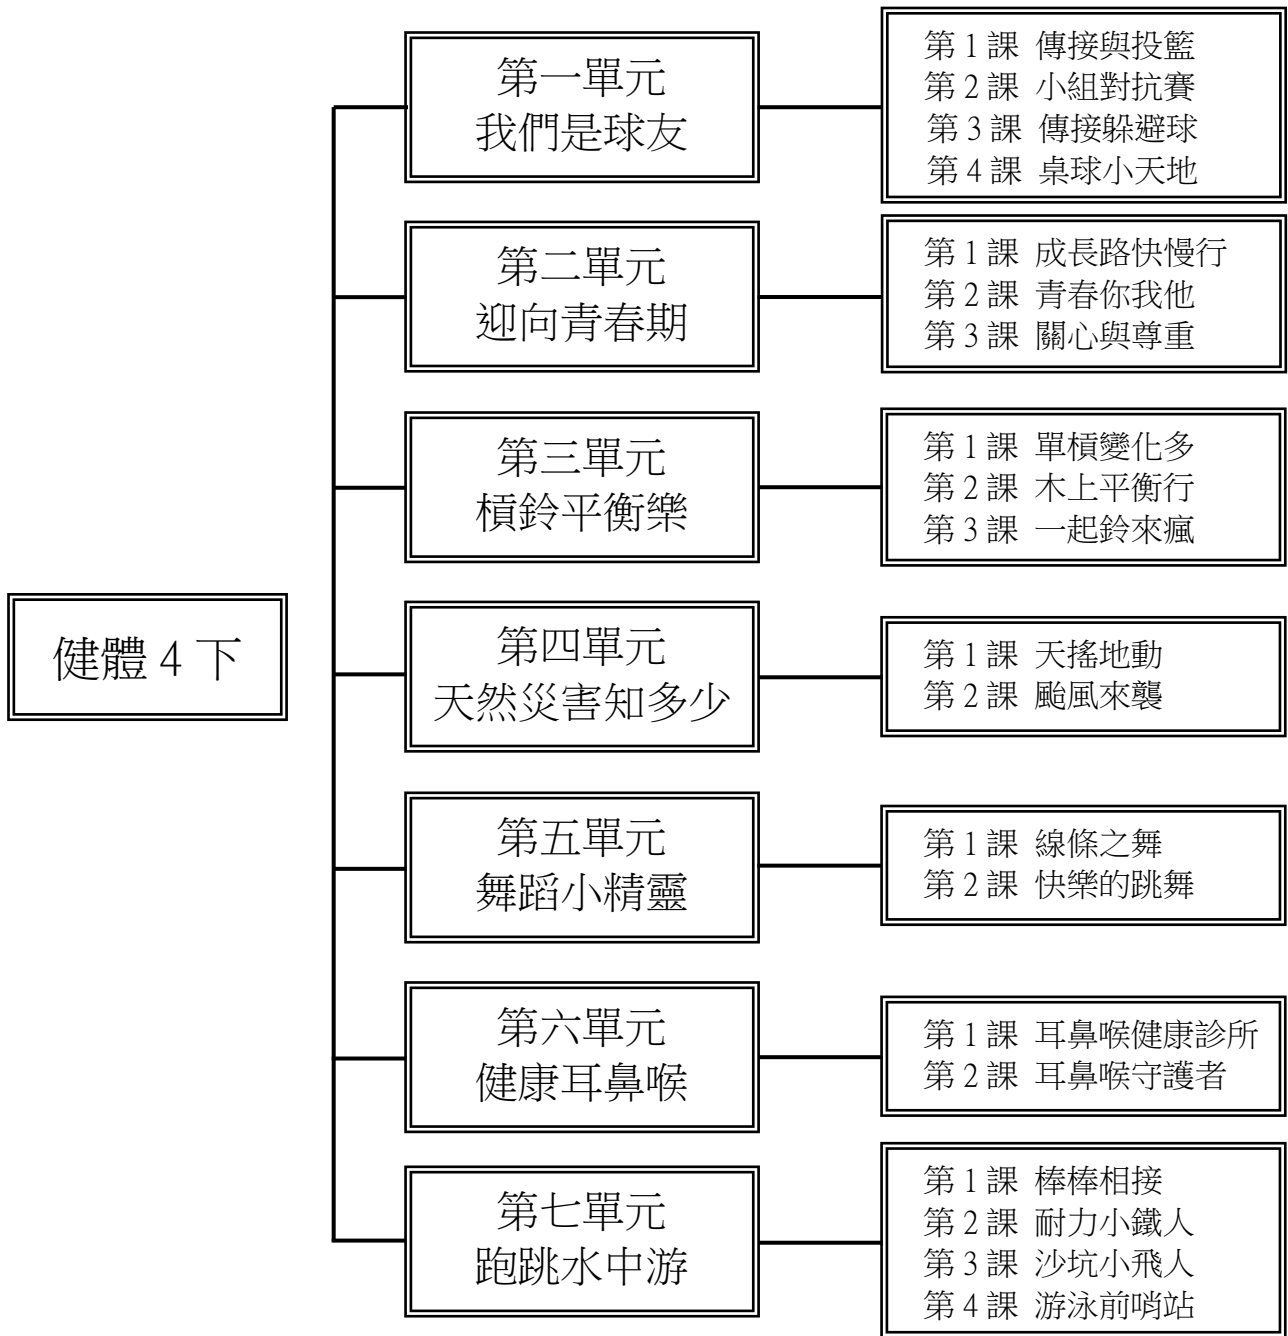 健體 4 下
第一單元
我們是球友
第 1 課 傳接與投籃
第 2 課 小組對抗賽
第 3 課 傳接躲避球
第 4 課 桌球小天地
第二單元
迎向青春期
第 1 課 成長路快慢行
第 2 課 青春你我他
第 3 課 關心與尊重
第三單元
槓鈴平衡樂
第 1 課 單槓變化多
第 2 課 木上平衡行
第 3 課 一起鈴來瘋
第四單元
天然災害知多少
第 1 課 天搖地動
第 2 課 颱風來襲
第五單元
舞蹈小精靈
第 1 課 線條之舞
第 2 課 快樂的跳舞
第六單元
健康耳鼻喉
第 1 課 耳鼻喉健康診所
第 2 課 耳鼻喉守護者
第七單元
跑跳水中游
第 1 課 棒棒相接
第 2 課 耐力小鐵人
第 3 課 沙坑小飛人
第 4 課 游泳前哨站